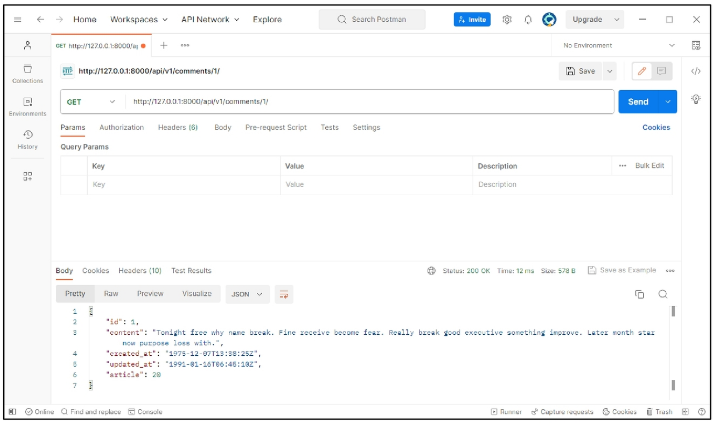 Home Workspaces API Network Explore Search Postman Invite Upgrade
GET http://127.0.0.1:8000/ap No Environment
http://127.0.0.1:8000/api/v1/comments/1/ Save
Collections
GET http://127.0.0.1:8000/api/v1/comments/1/ Send
Environments
Params Authorization Headers (6) Body Pre-request Script Tests Settings Cookies
History
Query Params
Key Value Description Bulk Edit
Key Value Description
Body Cookies Headers (10) Test Results Status: 200 OK Time: 12 ms Size: 578 B Save as Example
Pretty Raw Preview Visualize JSON
1 {
2 "id": 1,
3 "content": "Tonight free why name break. Fine receive become fear. Really break good executive something improve. Later month star
now purpose loss with.",
4 "created_at": "1975-12-07T13:38:25Z",
5 "updated_at": "1991-01-16T06:45:10Z",
6 "article": 20
7 }
Online Find and replace Console Runner Capture requests Cookies Trash